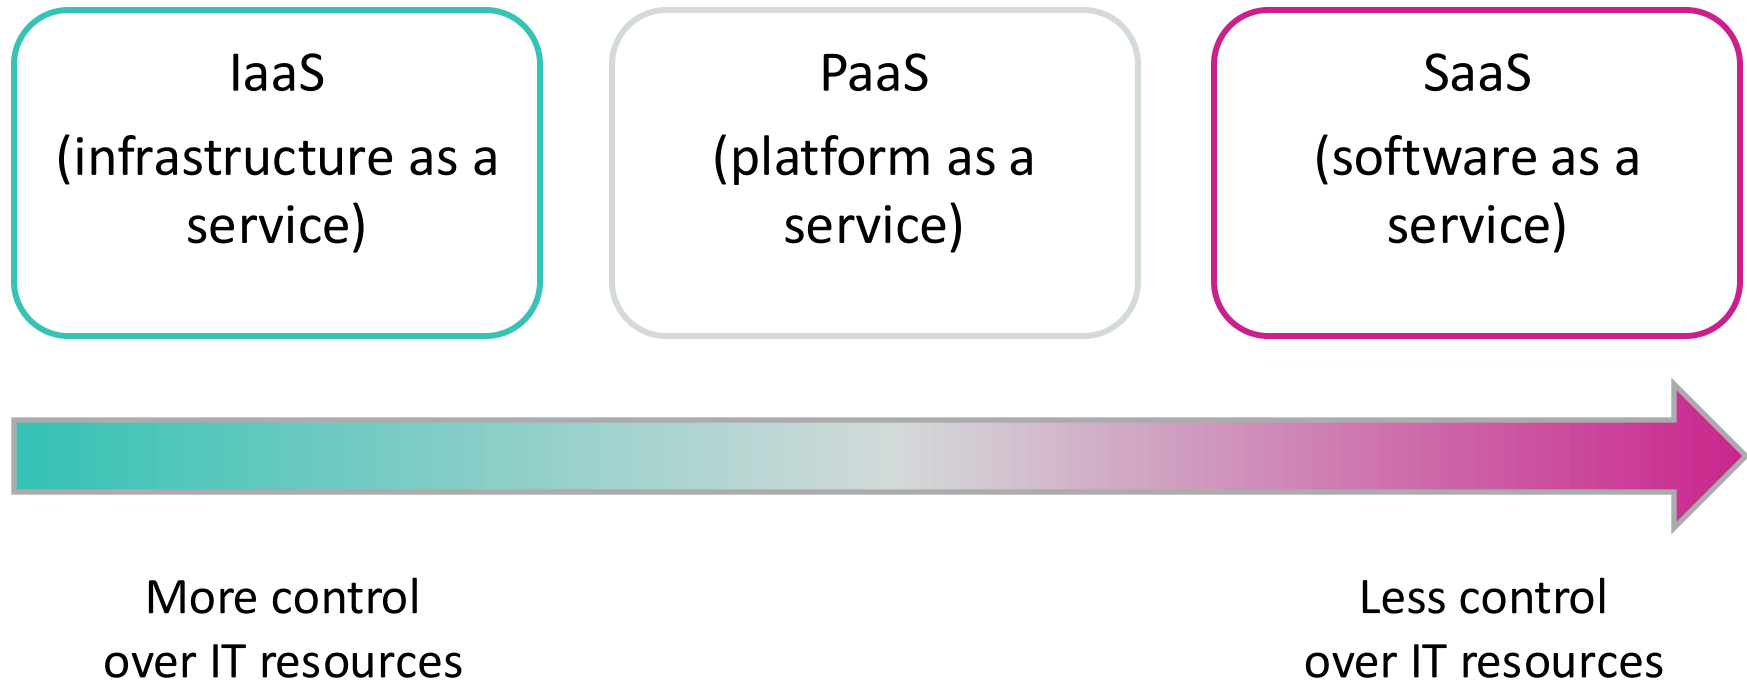 IaaS
(infrastructure as a
service)
PaaS
(platform as a
service)
SaaS
(software as a
service)
More control
over IT resources
Less control
over IT resources